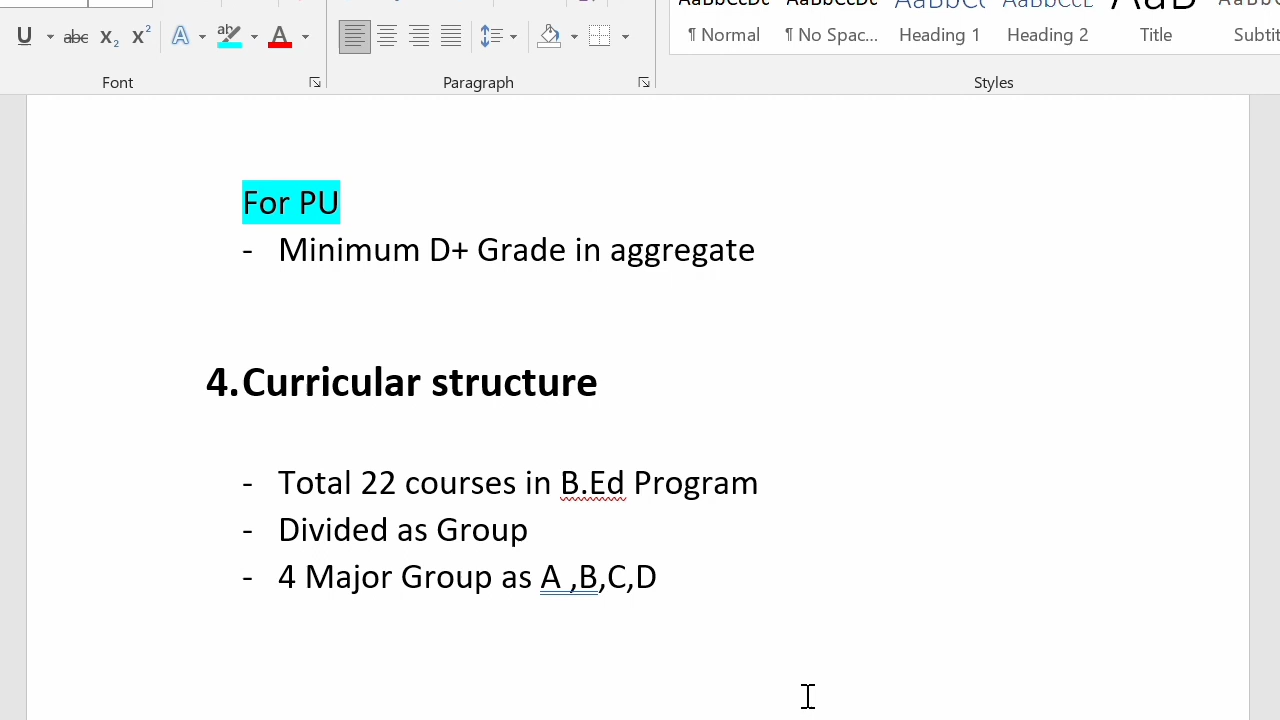 U abc X2 X2 A ab A
AaBbCcDc AaBbCcDc AaBbC AaBbCcL AaB
¶ Normal ¶ No Spac... Heading 1 Heading 2 Title Subtit
Font Paragraph Styles
For PU
- Minimum D+ Grade in aggregate
4. Curricular structure
- Total 22 courses in B.Ed Program
- Divided as Group
- 4 Major Group as A ,B,C,D